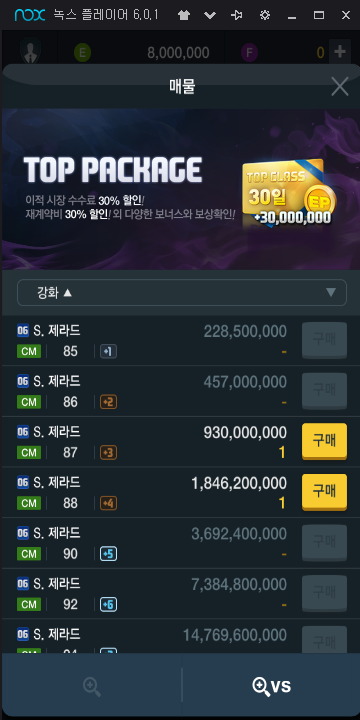 nox 녹스 플레이어 6.0.1
E 8,000,000 F 0 +
매물
TOP PACKAGE
이적 시장 수수료 30% 할인!
재계약비 30% 할인! 외 다양한 보너스와 보상확인!
TOP CLASS
30일
EP
+30,000,000
강화 ▲
06 S. 제라드 228,500,000 구매
CM 85 +1 -
06 S. 제라드 457,000,000 구매
CM 86 +2 -
06 S. 제라드 930,000,000 구매
CM 87 +3 1
06 S. 제라드 1,846,200,000 구매
CM 88 +4 1
06 S. 제라드 3,692,400,000 구매
CM 90 +5 -
06 S. 제라드 7,384,800,000 구매
CM 92 +6 -
06 S. 제라드 14,769,600,000 구매
VS